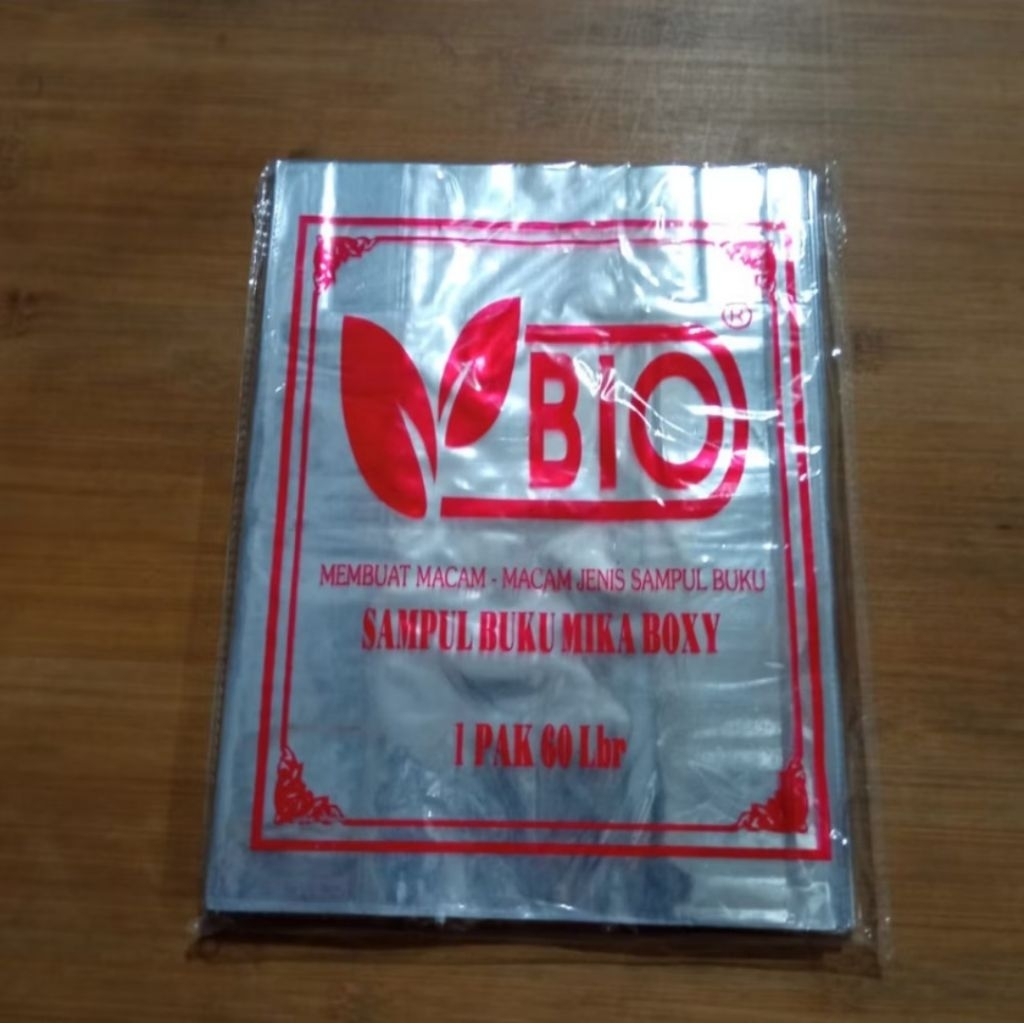 BIO ®
MEMBUAT MACAM - MACAM JENIS SAMPUL BUKU
SAMPUL BUKU MIKA BOXY
1 PAK 60 Lbr